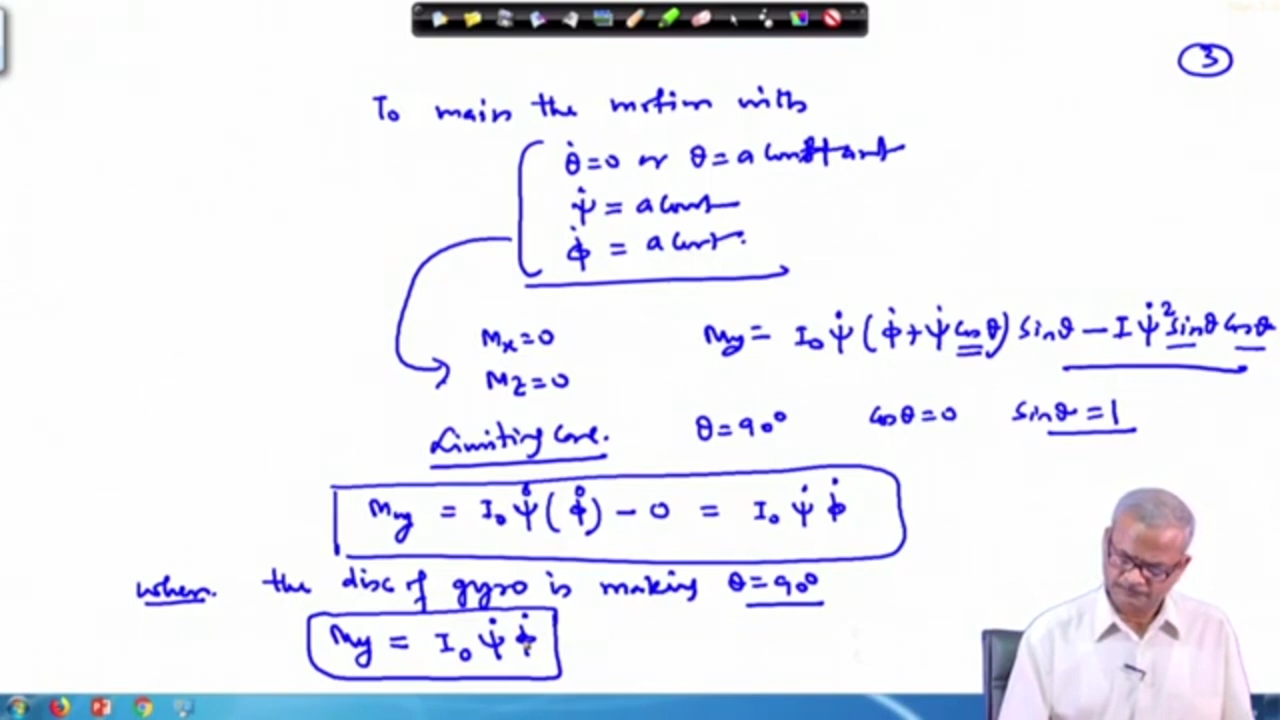 3
To main the motion with
θ̇=0 or θ= a constant
ψ̇ = a const
ϕ̇ = a const.
Mx=0
My= I₀ψ̇(ϕ̇+ψ̇cosθ) sinθ – Iψ̇²sinθ cosθ
Mz=0
Limiting case. θ=90° cosθ=0 sinθ=1
My = I₀ψ̇(ϕ̇) – 0 = I₀ψ̇ϕ̇
when. the disc of gyro is making θ=90°
My = I₀ψ̇ϕ̇